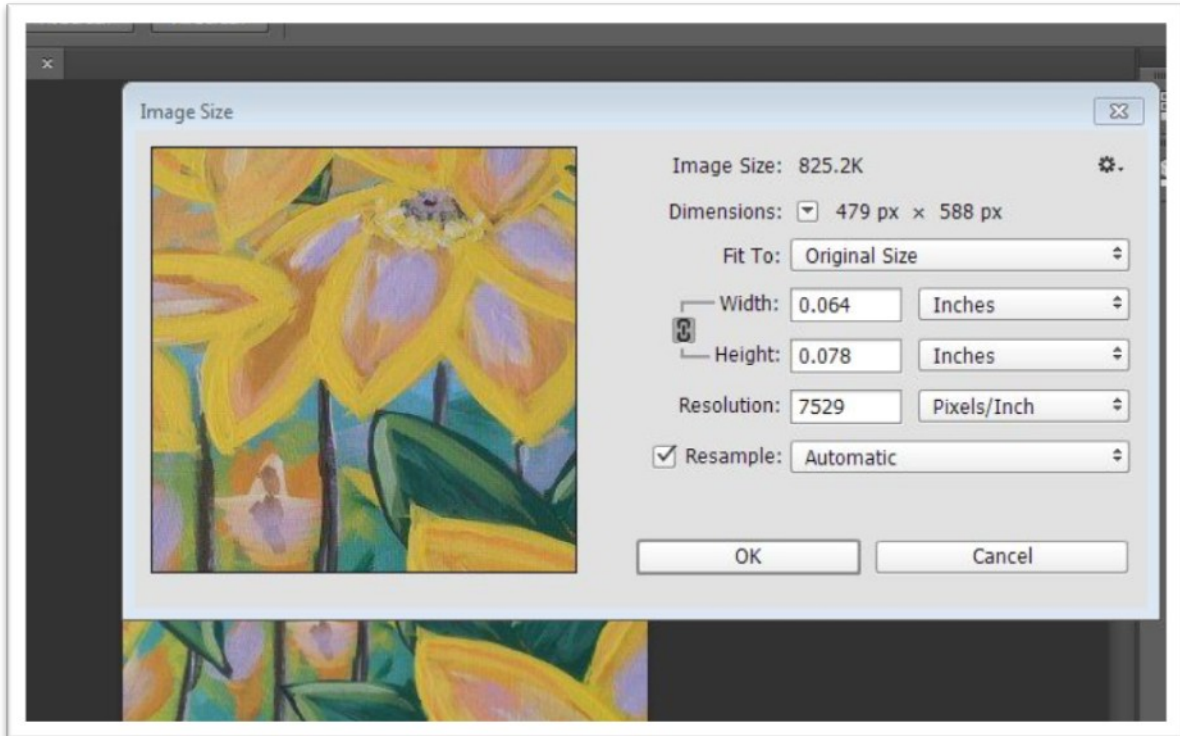 Image Size
Image Size: 825.2K
Dimensions: 479 px × 588 px
Fit To: Original Size
Width: 0.064 Inches
Height: 0.078 Inches
Resolution: 7529 Pixels/Inch
Resample: Automatic
OK Cancel